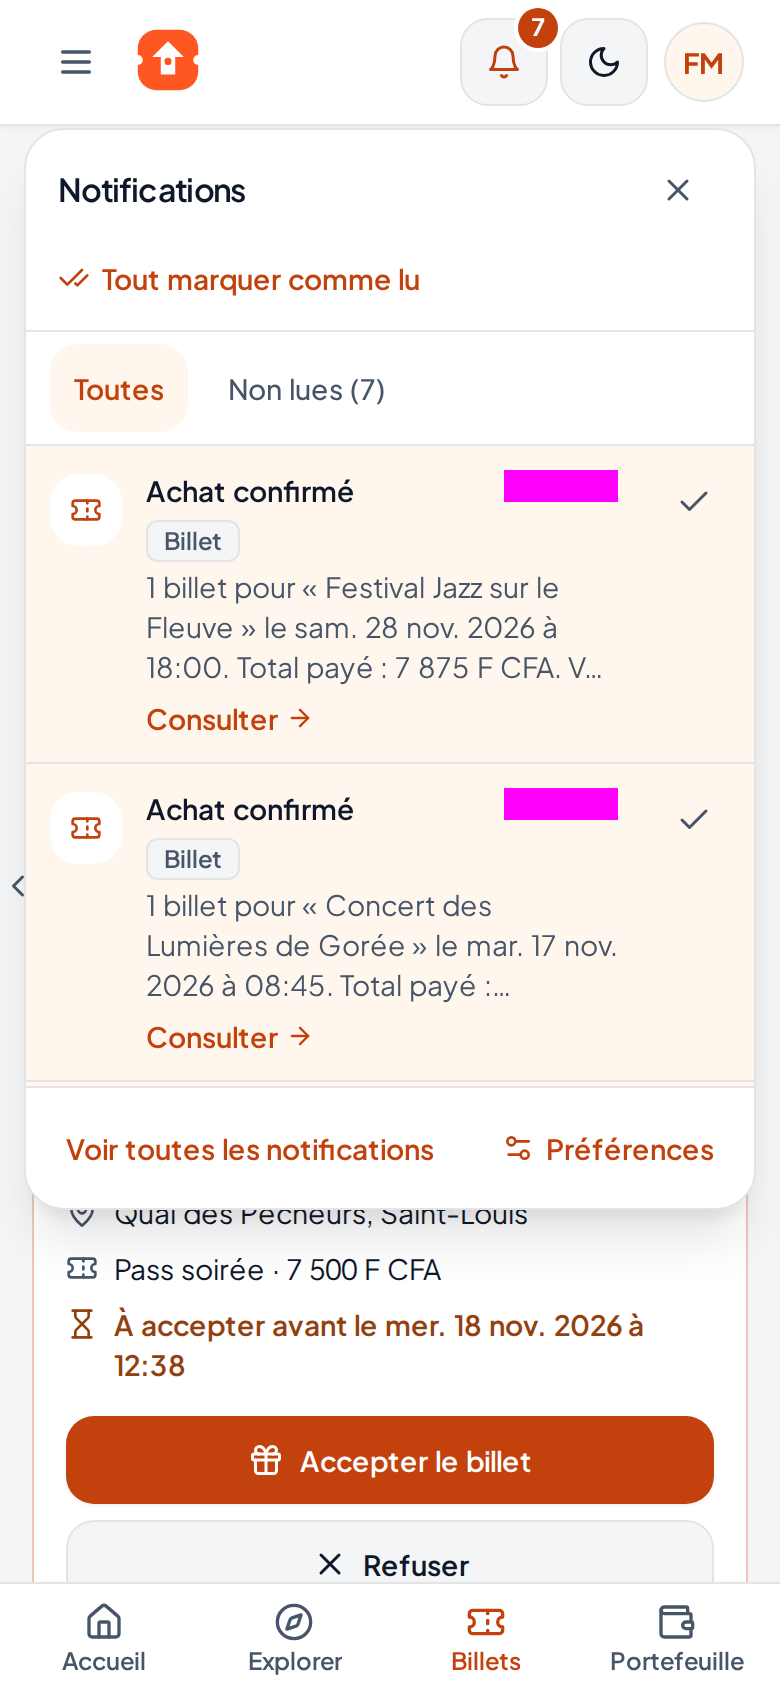 7
FM
Notifications
Tout marquer comme lu
Toutes
Non lues (7)
Achat confirmé
Billet
1 billet pour « Festival Jazz sur le
Fleuve » le sam. 28 nov. 2026 à
18:00. Total payé : 7 875 F CFA. V…
Consulter →
Achat confirmé
Billet
1 billet pour « Concert des
Lumières de Gorée » le mar. 17 nov.
2026 à 08:45. Total payé :…
Consulter →
Voir toutes les notifications
Préférences
Quai des Pêcheurs, Saint-Louis
Pass soirée · 7 500 F CFA
À accepter avant le mer. 18 nov. 2026 à
12:38
Accepter le billet
Refuser
Accueil
Explorer
Billets
Portefeuille